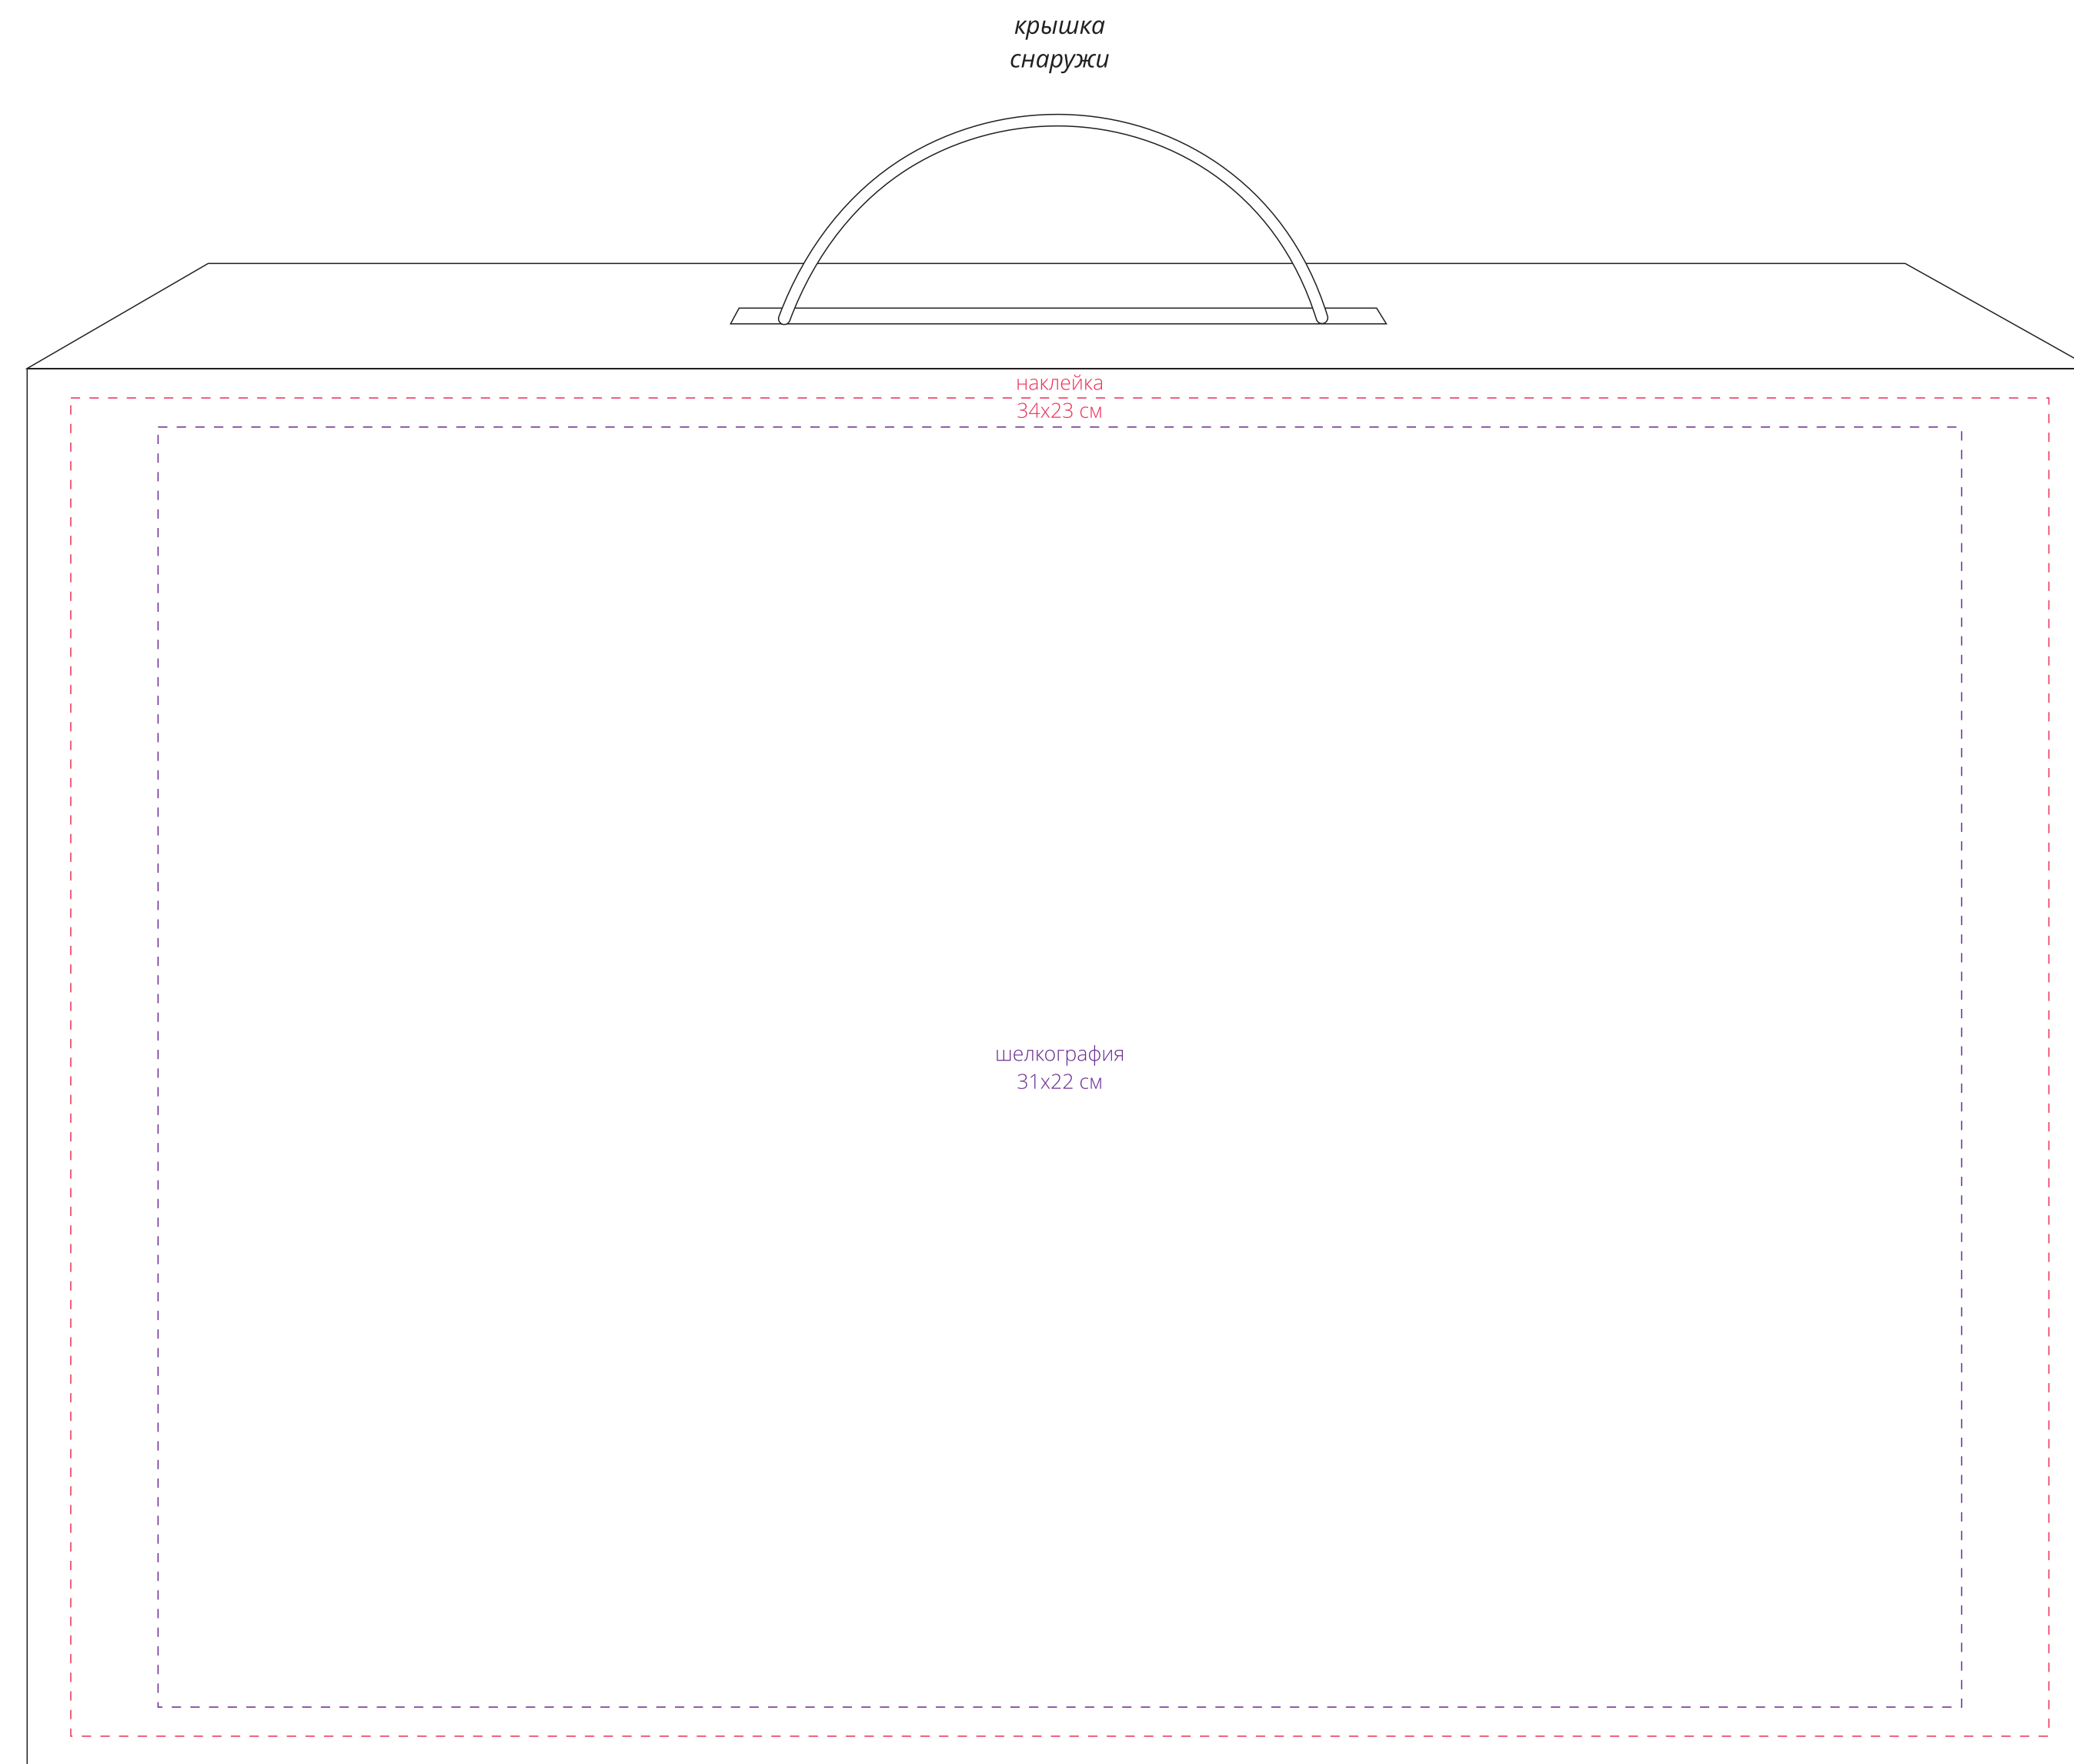 крышка
снаружи
наклейка
34х23 см
шелкография
31х22 см